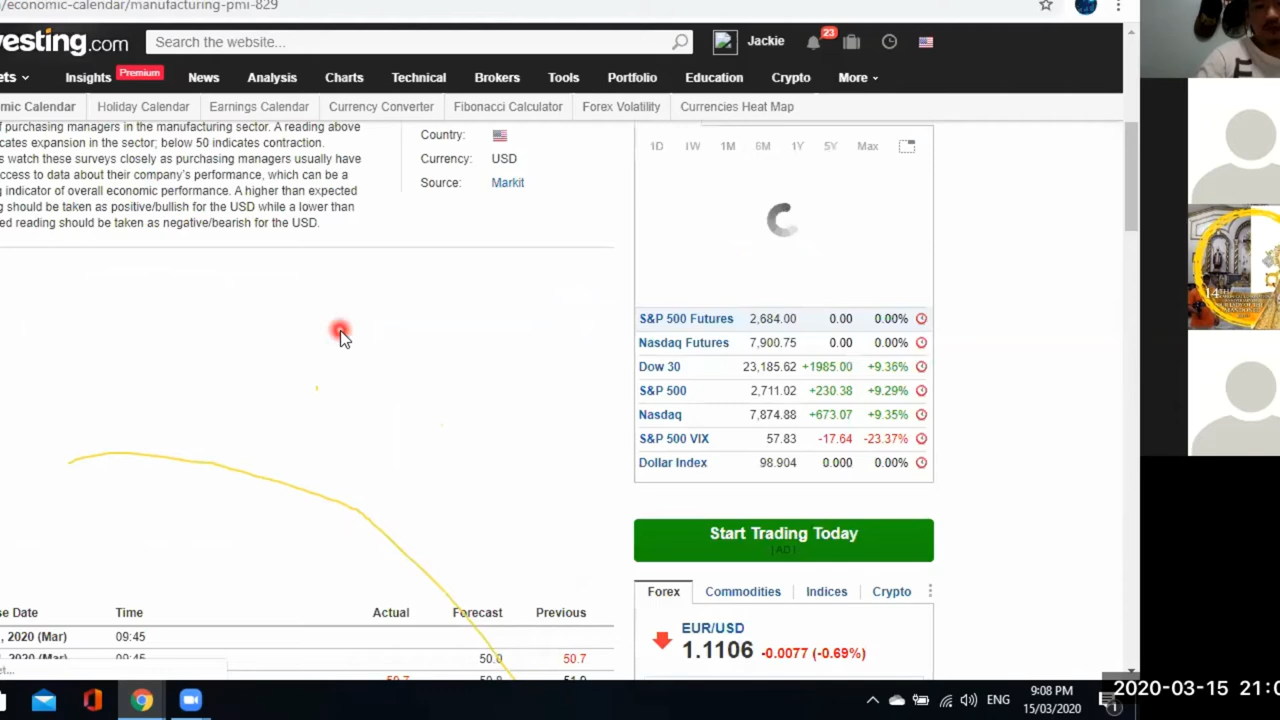 /economic-calendar/manufacturing-pmi-829
vesting.com
Search the website...
Jackie
23
ets
Insights
Premium
News
Analysis
Charts
Technical
Brokers
Tools
Portfolio
Education
Crypto
More
mic Calendar
Holiday Calendar
Earnings Calendar
Currency Converter
Fibonacci Calculator
Forex Volatility
Currencies Heat Map
f purchasing managers in the manufacturing sector. A reading above
icates expansion in the sector; below 50 indicates contraction.
s watch these surveys closely as purchasing managers usually have
ccess to data about their company's performance, which can be a
g indicator of overall economic performance. A higher than expected
g should be taken as positive/bullish for the USD while a lower than
ed reading should be taken as negative/bearish for the USD.
Country:
Currency: USD
Source: Markit
1D 1W 1M 6M 1Y 5Y Max
S&P 500 Futures 2,684.00 0.00 0.00%
Nasdaq Futures 7,900.75 0.00 0.00%
Dow 30 23,185.62 +1985.00 +9.36%
S&P 500 2,711.02 +230.38 +9.29%
Nasdaq 7,874.88 +673.07 +9.35%
S&P 500 VIX 57.83 -17.64 -23.37%
Dollar Index 98.904 0.000 0.00%
Start Trading Today
[AD]
Forex Commodities Indices Crypto
EUR/USD
1.1106 -0.0077 (-0.69%)
se Date Time Actual Forecast Previous
, 2020 (Mar) 09:45
2020 (Mar) 09:45 50.0 50.7
14TH
ENG
9:08 PM
15/03/2020
1
2020-03-15 21:0